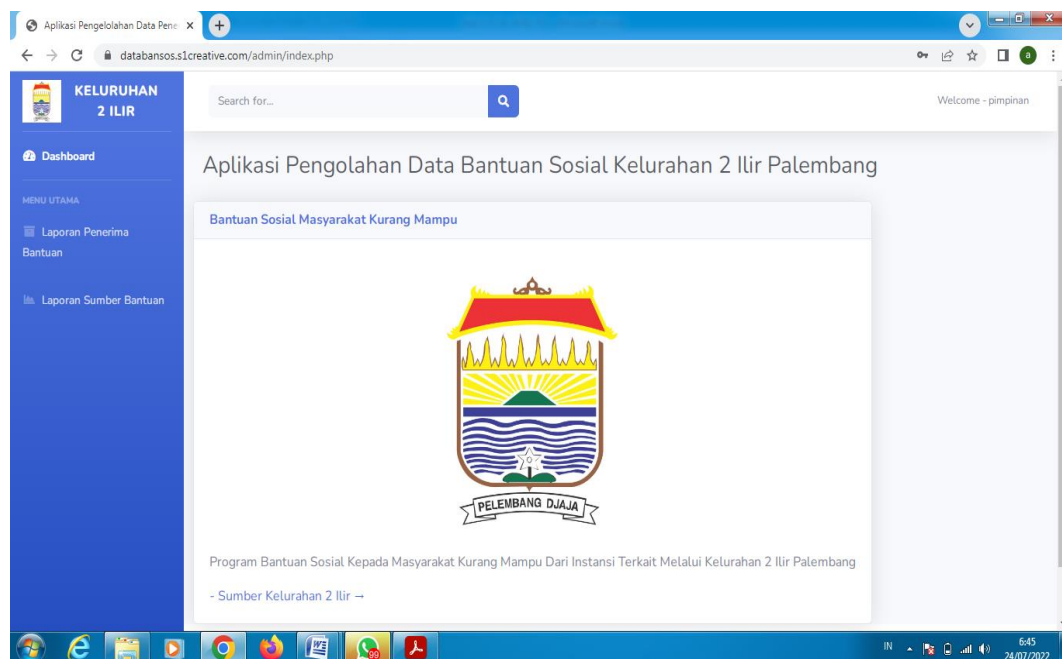 Aplikasi Pengelolahan Data Pene
databansos.s1creative.com/admin/index.php
a
KELURUHAN
2 ILIR
Search for...
Welcome - pimpinan
Dashboard
Aplikasi Pengolahan Data Bantuan Sosial Kelurahan 2 Ilir Palembang
MENU UTAMA
Bantuan Sosial Masyarakat Kurang Mampu
Laporan Penerima
Bantuan
Laporan Sumber Bantuan
PELEMBANG DJAJA
Program Bantuan Sosial Kepada Masyarakat Kurang Mampu Dari Instansi Terkait Melalui Kelurahan 2 Ilir Palembang
- Sumber Kelurahan 2 Ilir →
99
IN
6:45
24/07/2022